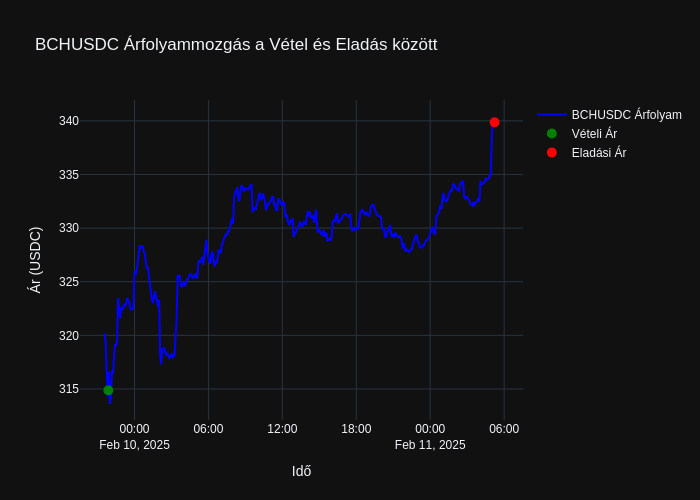 BCHUSDC Árfolyammozgás a Vétel és Eladás között
BCHUSDC Árfolyam
Vételi Ár
Eladási Ár
Ár (USDC)
340
335
330
325
320
315
00:00
06:00
12:00
18:00
00:00
06:00
Feb 10, 2025
Feb 11, 2025
Idő